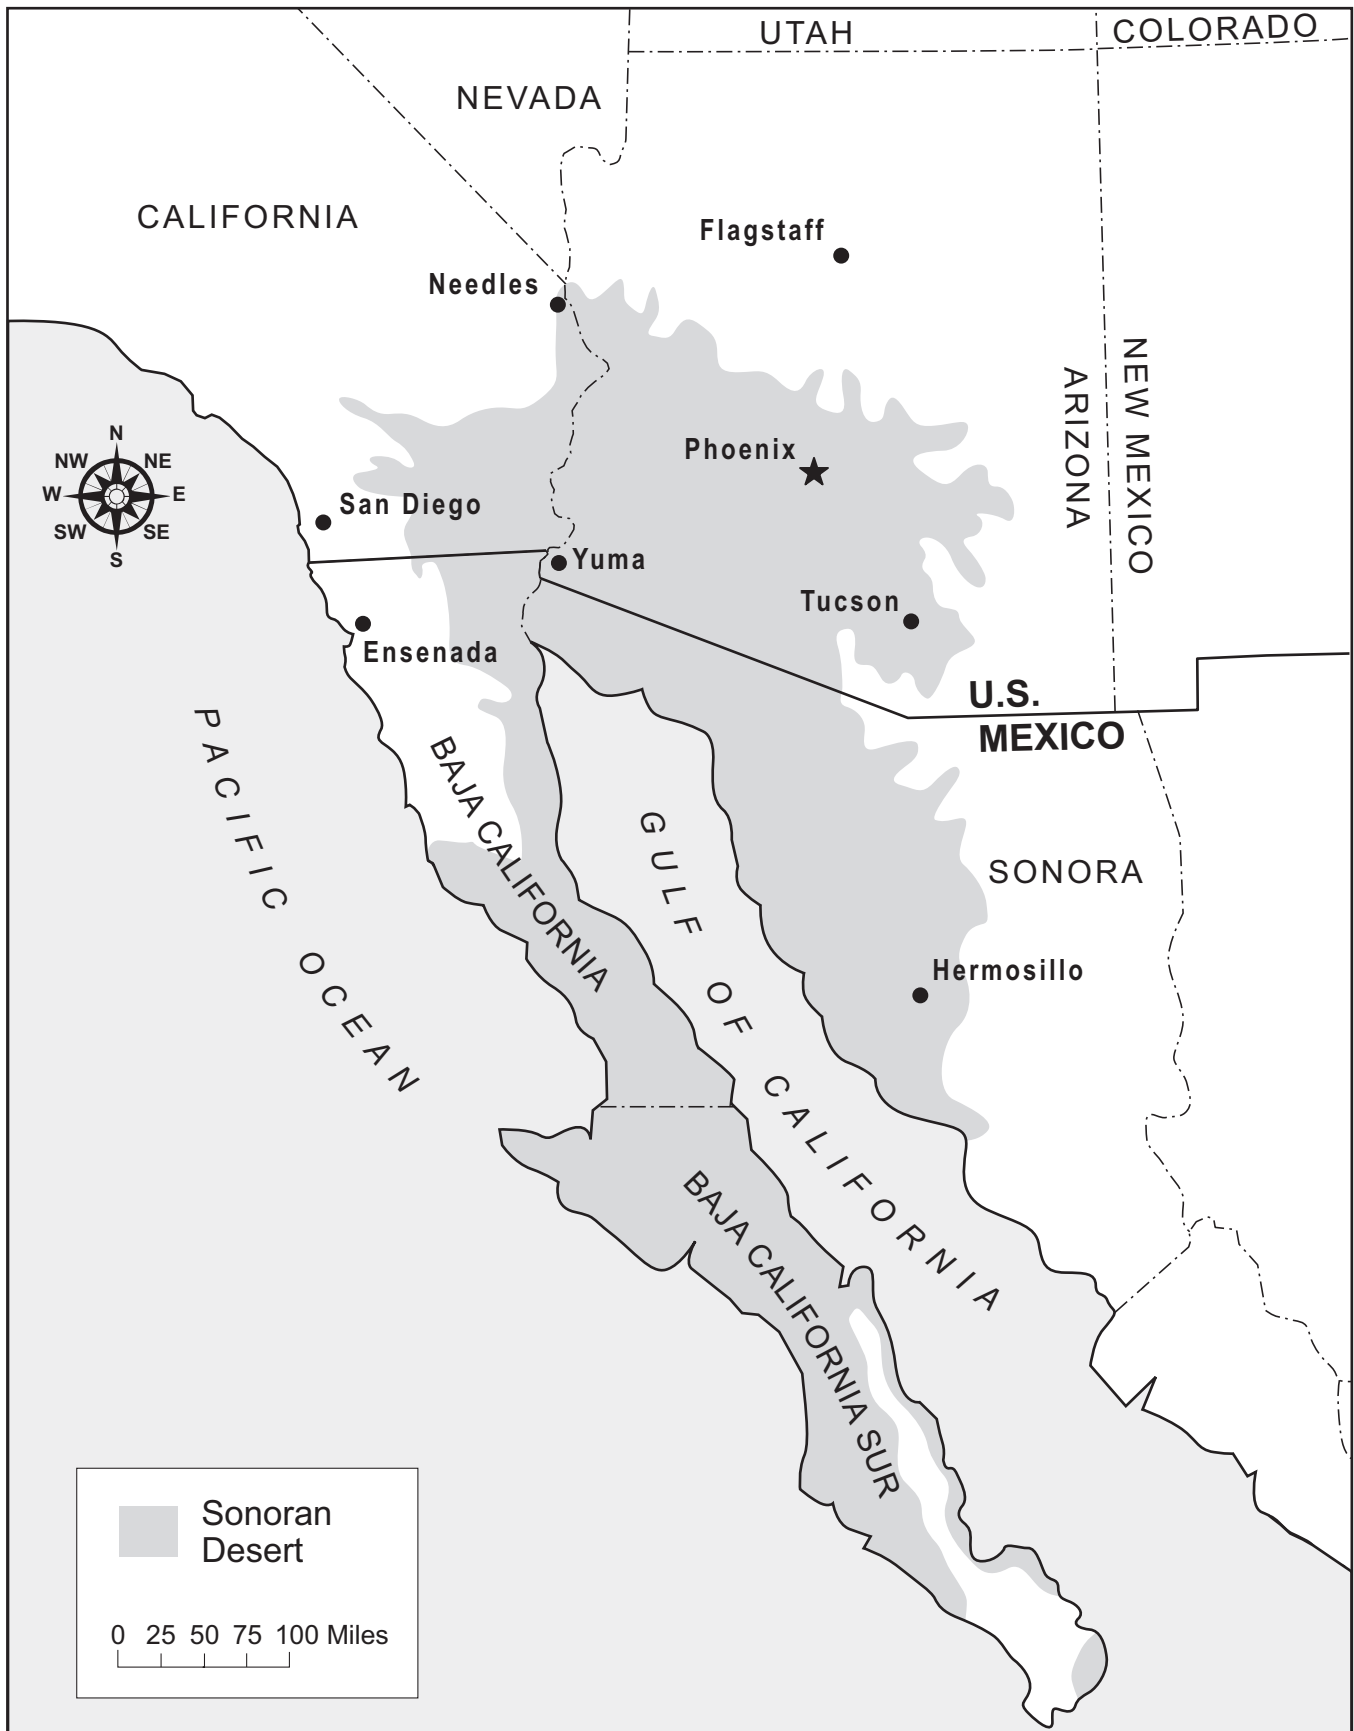 UTAH
COLORADO
NEVADA
CALIFORNIA
Flagstaff
Needles
NEW MEXICO
ARIZONA
Phoenix
N
NW
NE
W
E
SW
SE
S
San Diego
Yuma
Tucson
Ensenada
U.S.
MEXICO
PACIFIC OCEAN
BAJA CALIFORNIA
GULF OF CALIFORNIA
SONORA
Hermosillo
BAJA CALIFORNIA SUR
Sonoran
Desert
0 25 50 75 100 Miles